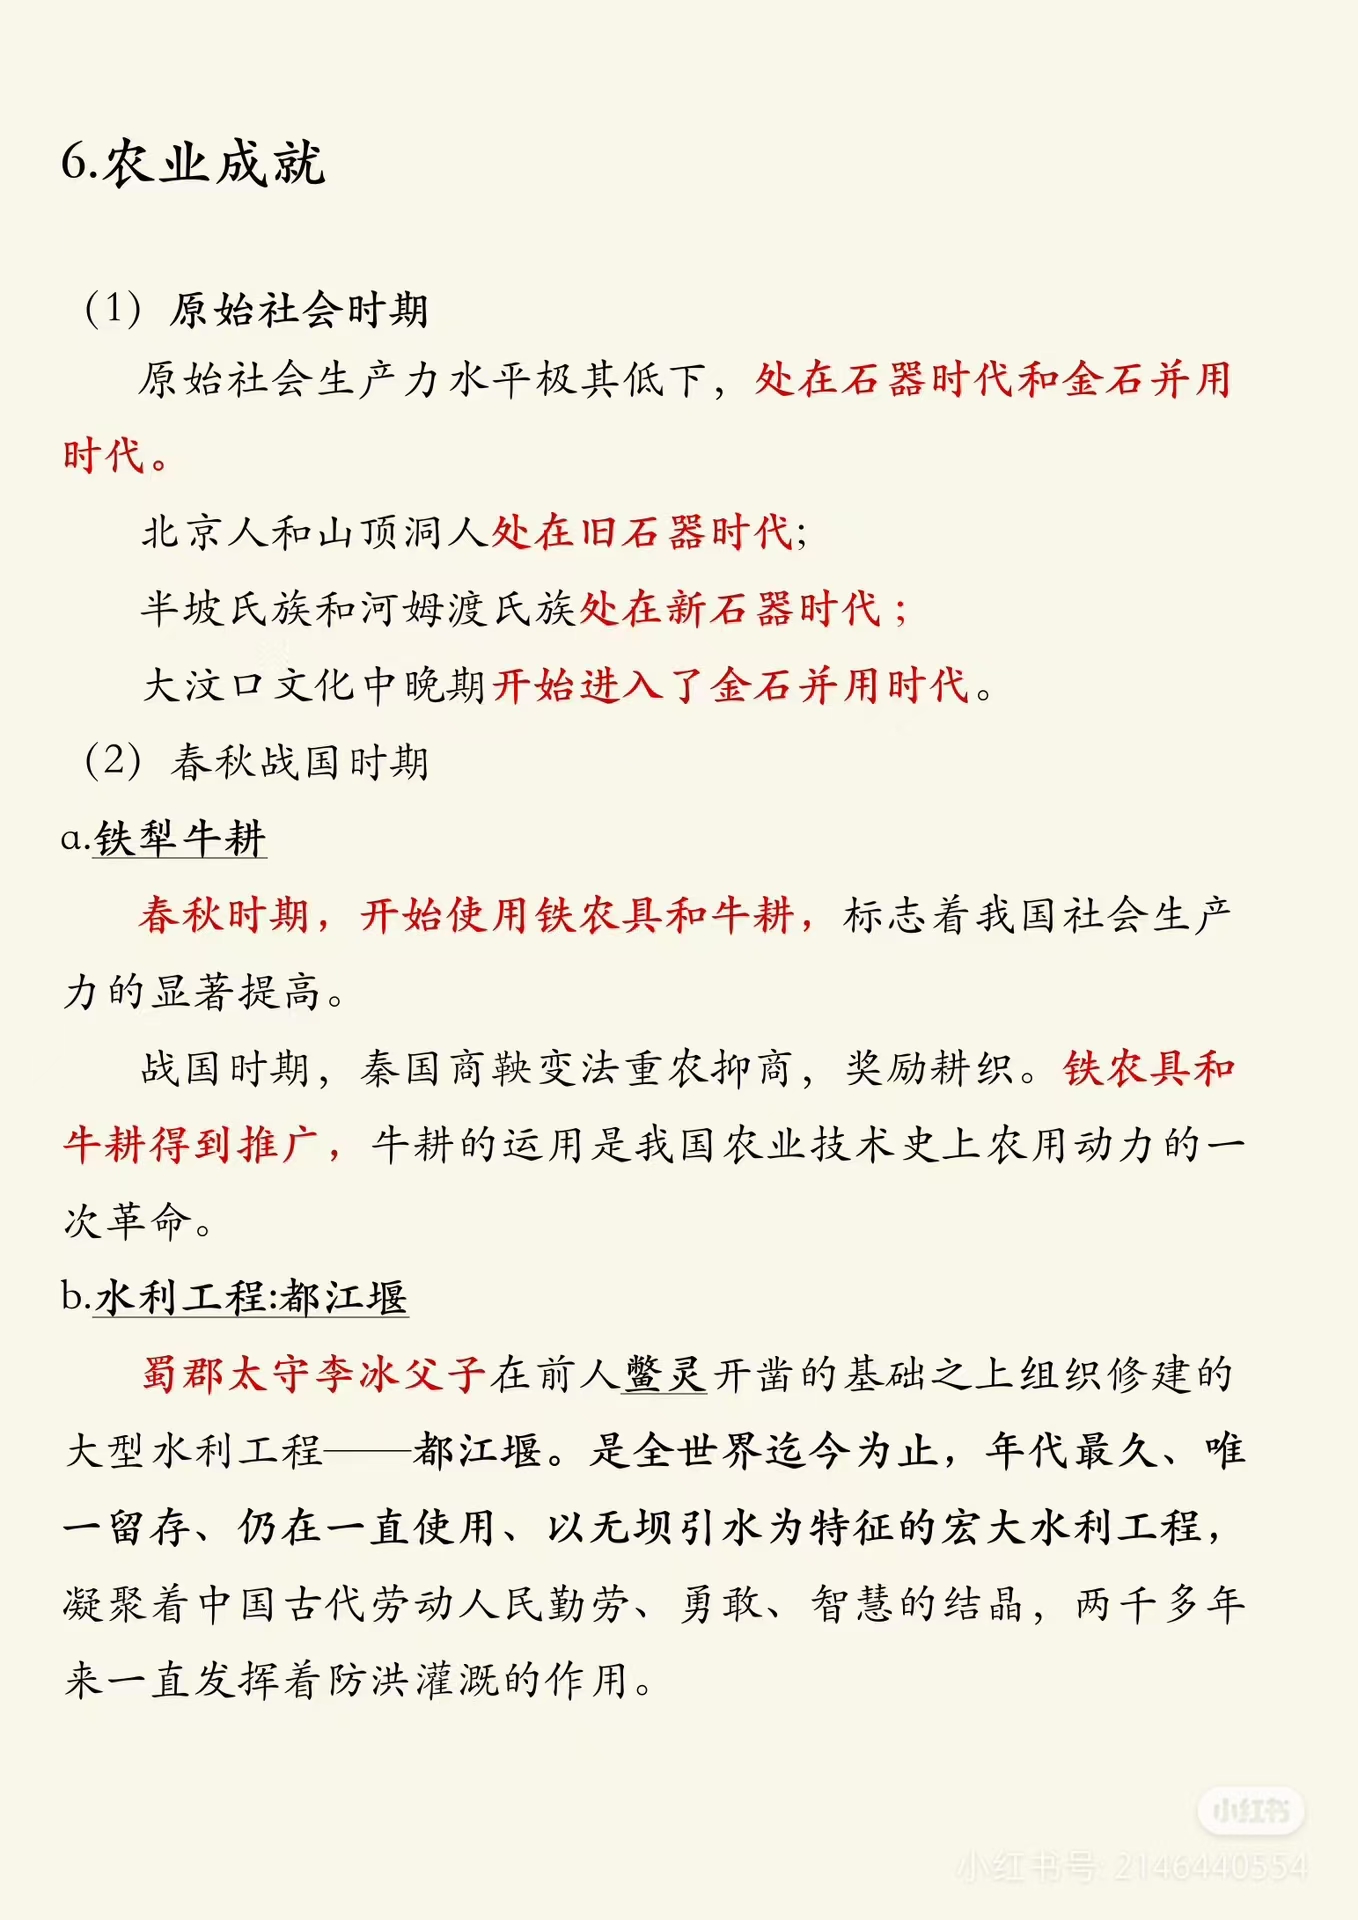 6.农业成就
（1）原始社会时期
原始社会生产力水平极其低下，处在石器时代和金石并用
时代。
北京人和山顶洞人处在旧石器时代;
半坡氏族和河姆渡氏族处在新石器时代；
大汶口文化中晚期开始进入了金石并用时代。
（2）春秋战国时期
a.铁犁牛耕
春秋时期，开始使用铁农具和牛耕，标志着我国社会生产
力的显著提高。
战国时期，秦国商鞅变法重农抑商，奖励耕织。铁农具和
牛耕得到推广，牛耕的运用是我国农业技术史上农用动力的一
次革命。
b.水利工程:都江堰
蜀郡太守李冰父子在前人鳖灵开凿的基础之上组织修建的
大型水利工程——都江堰。是全世界迄今为止，年代最久、唯
一留存、仍在一直使用、以无坝引水为特征的宏大水利工程，
凝聚着中国古代劳动人民勤劳、勇敢、智慧的结晶，两千多年
来一直发挥着防洪灌溉的作用。
小红书
小红书号: 2146440554